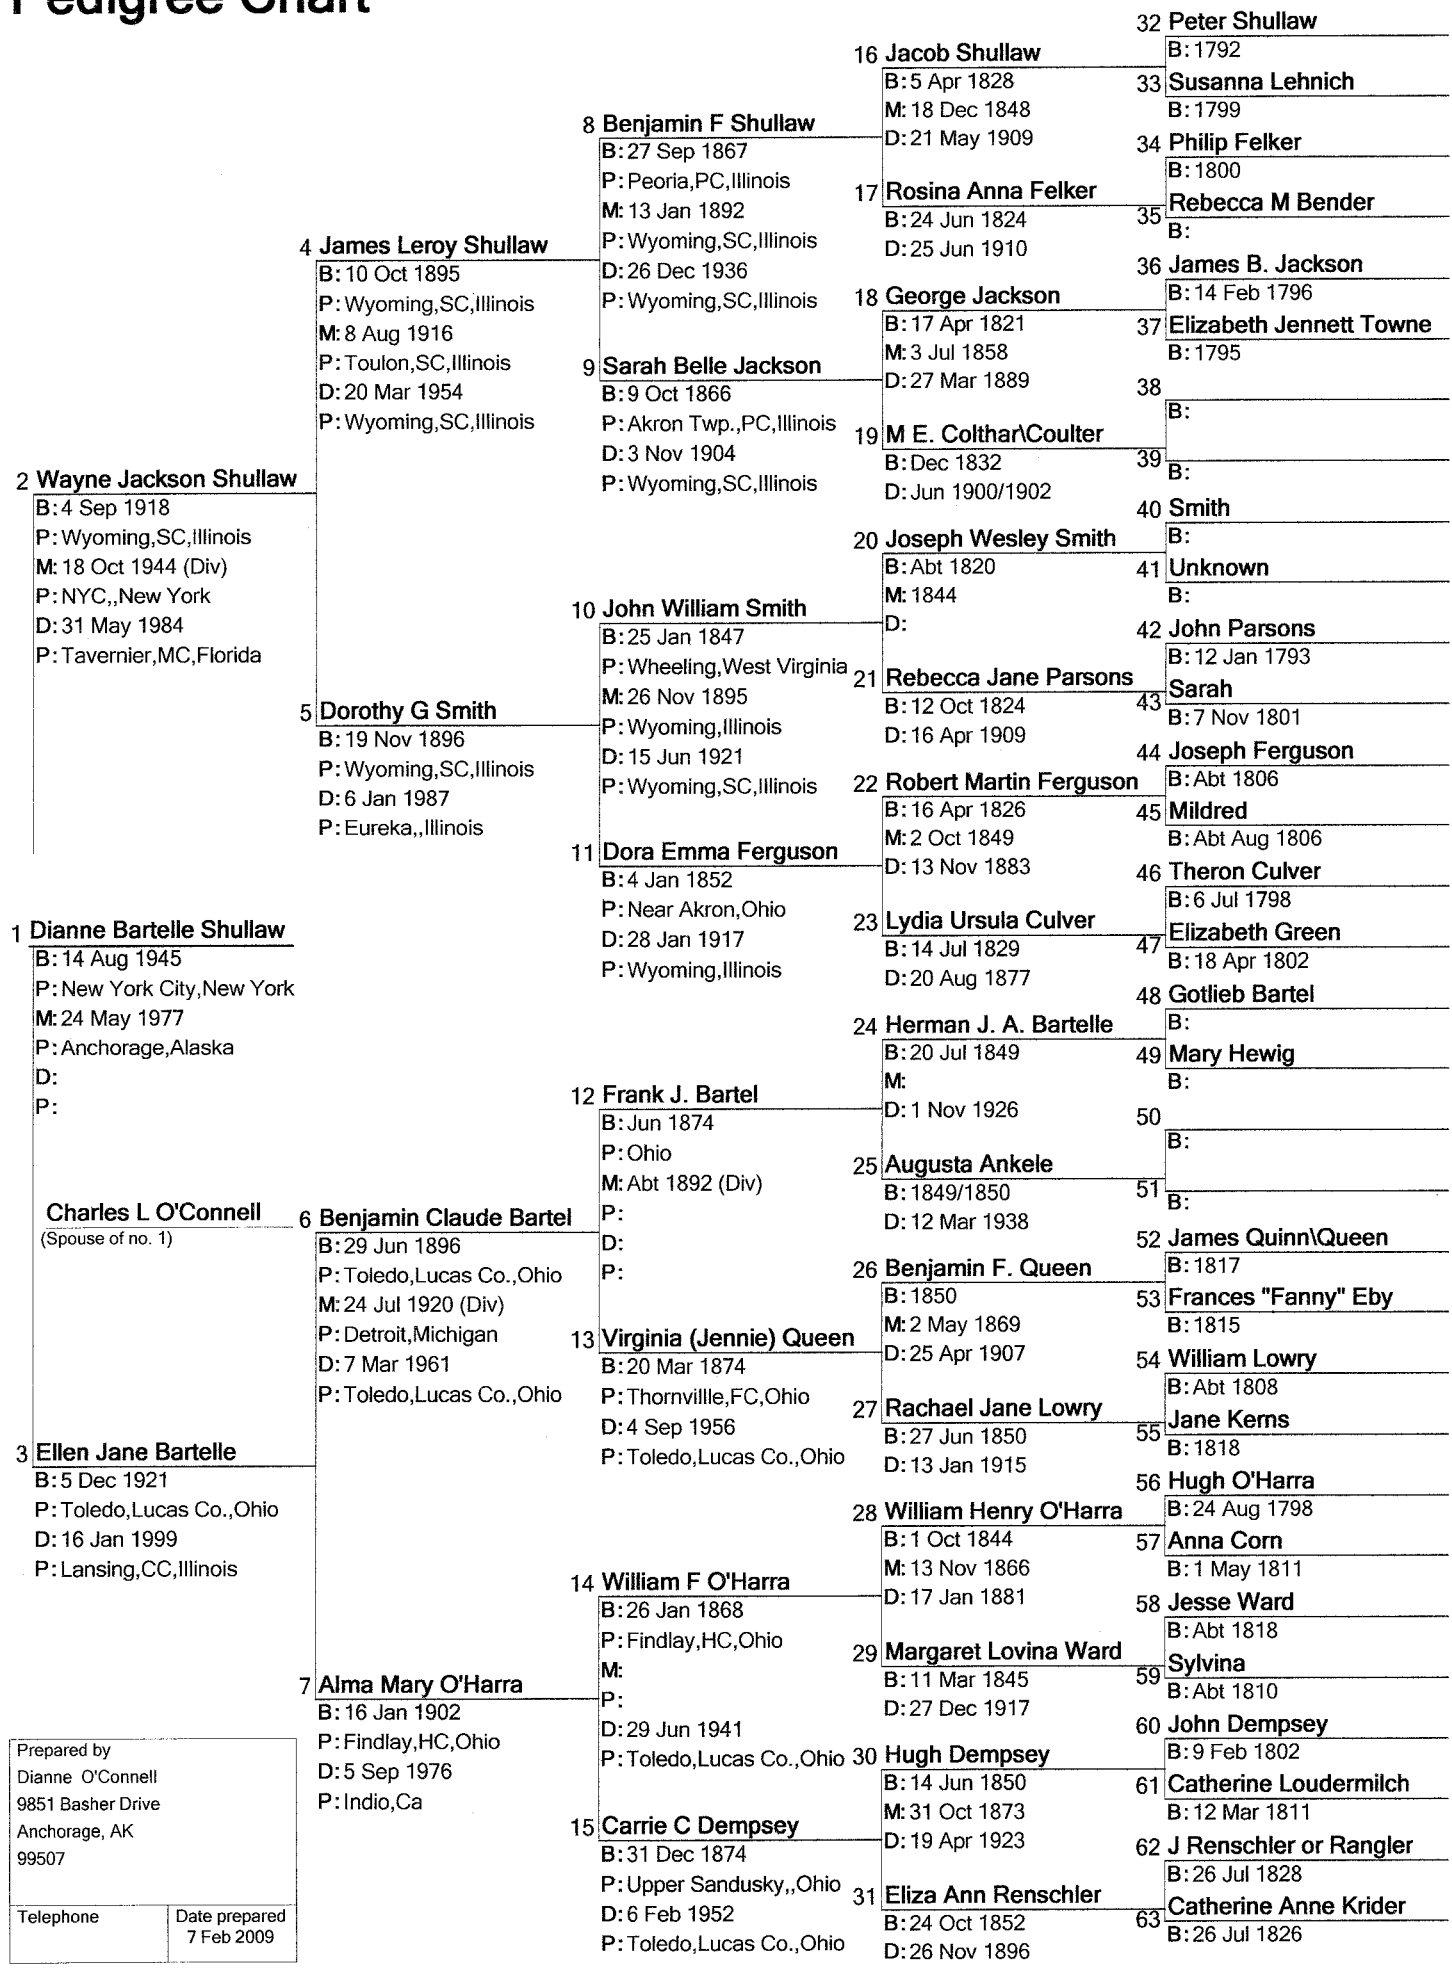 Pedigree Chart
1 Dianne Bartelle Shullaw
B: 14 Aug 1945
P: New York City,New York
M: 24 May 1977
P: Anchorage,Alaska
D:
P:
Charles L O'Connell
(Spouse of no. 1)
2 Wayne Jackson Shullaw
B: 4 Sep 1918
P: Wyoming,SC,Illinois
M: 18 Oct 1944 (Div)
P: NYC,,New York
D: 31 May 1984
P: Tavernier,MC,Florida
3 Ellen Jane Bartelle
B: 5 Dec 1921
P: Toledo,Lucas Co.,Ohio
D: 16 Jan 1999
P: Lansing,CC,Illinois
4 James Leroy Shullaw
B: 10 Oct 1895
P: Wyoming,SC,Illinois
M: 8 Aug 1916
P: Toulon,SC,Illinois
D: 20 Mar 1954
P: Wyoming,SC,Illinois
5 Dorothy G Smith
B: 19 Nov 1896
P: Wyoming,SC,Illinois
D: 6 Jan 1987
P: Eureka,,Illinois
6 Benjamin Claude Bartel
B: 29 Jun 1896
P: Toledo,Lucas Co.,Ohio
M: 24 Jul 1920 (Div)
P: Detroit,Michigan
D: 7 Mar 1961
P: Toledo,Lucas Co.,Ohio
7 Alma Mary O'Harra
B: 16 Jan 1902
P: Findlay,HC,Ohio
D: 5 Sep 1976
P: Indio,Ca
8 Benjamin F Shullaw
B: 27 Sep 1867
P: Peoria,PC,Illinois
M: 13 Jan 1892
P: Wyoming,SC,Illinois
D: 26 Dec 1936
P: Wyoming,SC,Illinois
9 Sarah Belle Jackson
B: 9 Oct 1866
P: Akron Twp.,PC,Illinois
D: 3 Nov 1904
P: Wyoming,SC,Illinois
10 John William Smith
B: 25 Jan 1847
P: Wheeling,West Virginia
M: 26 Nov 1895
P: Wyoming,Illinois
D: 15 Jun 1921
P: Wyoming,SC,Illinois
11 Dora Emma Ferguson
B: 4 Jan 1852
P: Near Akron,Ohio
D: 28 Jan 1917
P: Wyoming,Illinois
12 Frank J. Bartel
B: Jun 1874
P: Ohio
M: Abt 1892 (Div)
P:
D:
P:
13 Virginia (Jennie) Queen
B: 20 Mar 1874
P: Thornvillle,FC,Ohio
D: 4 Sep 1956
P: Toledo,Lucas Co.,Ohio
14 William F O'Harra
B: 26 Jan 1868
P: Findlay,HC,Ohio
M:
P:
D: 29 Jun 1941
P: Toledo,Lucas Co.,Ohio
15 Carrie C Dempsey
B: 31 Dec 1874
P: Upper Sandusky,,Ohio
D: 6 Feb 1952
P: Toledo,Lucas Co.,Ohio
16 Jacob Shullaw
B: 5 Apr 1828
M: 18 Dec 1848
D: 21 May 1909
17 Rosina Anna Felker
B: 24 Jun 1824
D: 25 Jun 1910
18 George Jackson
B: 17 Apr 1821
M: 3 Jul 1858
D: 27 Mar 1889
19 M E. Colthar\Coulter
B: Dec 1832
D: Jun 1900/1902
20 Joseph Wesley Smith
B: Abt 1820
M: 1844
D:
21 Rebecca Jane Parsons
B: 12 Oct 1824
D: 16 Apr 1909
22 Robert Martin Ferguson
B: 16 Apr 1826
M: 2 Oct 1849
D: 13 Nov 1883
23 Lydia Ursula Culver
B: 14 Jul 1829
D: 20 Aug 1877
24 Herman J. A. Bartelle
B: 20 Jul 1849
M:
D: 1 Nov 1926
25 Augusta Ankele
B: 1849/1850
D: 12 Mar 1938
26 Benjamin F. Queen
B: 1850
M: 2 May 1869
D: 25 Apr 1907
27 Rachael Jane Lowry
B: 27 Jun 1850
D: 13 Jan 1915
28 William Henry O'Harra
B: 1 Oct 1844
M: 13 Nov 1866
D: 17 Jan 1881
29 Margaret Lovina Ward
B: 11 Mar 1845
D: 27 Dec 1917
30 Hugh Dempsey
B: 14 Jun 1850
M: 31 Oct 1873
D: 19 Apr 1923
31 Eliza Ann Renschler
B: 24 Oct 1852
D: 26 Nov 1896
32 Peter Shullaw
B: 1792
33 Susanna Lehnich
B: 1799
34 Philip Felker
B: 1800
35 Rebecca M Bender
B:
36 James B. Jackson
B: 14 Feb 1796
37 Elizabeth Jennett Towne
B: 1795
38
B:
39
B:
40 Smith
B:
41 Unknown
B:
42 John Parsons
B: 12 Jan 1793
43 Sarah
B: 7 Nov 1801
44 Joseph Ferguson
B: Abt 1806
45 Mildred
B: Abt Aug 1806
46 Theron Culver
B: 6 Jul 1798
47 Elizabeth Green
B: 18 Apr 1802
48 Gotlieb Bartel
B:
49 Mary Hewig
B:
50
B:
51
B:
52 James Quinn\Queen
B: 1817
53 Frances "Fanny" Eby
B: 1815
54 William Lowry
B: Abt 1808
55 Jane Kerns
B: 1818
56 Hugh O'Harra
B: 24 Aug 1798
57 Anna Corn
B: 1 May 1811
58 Jesse Ward
B: Abt 1818
59 Sylvina
B: Abt 1810
60 John Dempsey
B: 9 Feb 1802
61 Catherine Loudermilch
B: 12 Mar 1811
62 J Renschler or Rangler
B: 26 Jul 1828
63 Catherine Anne Krider
B: 26 Jul 1826
Prepared by
Dianne O'Connell
9851 Basher Drive
Anchorage, AK
99507
Telephone
Date prepared
7 Feb 2009